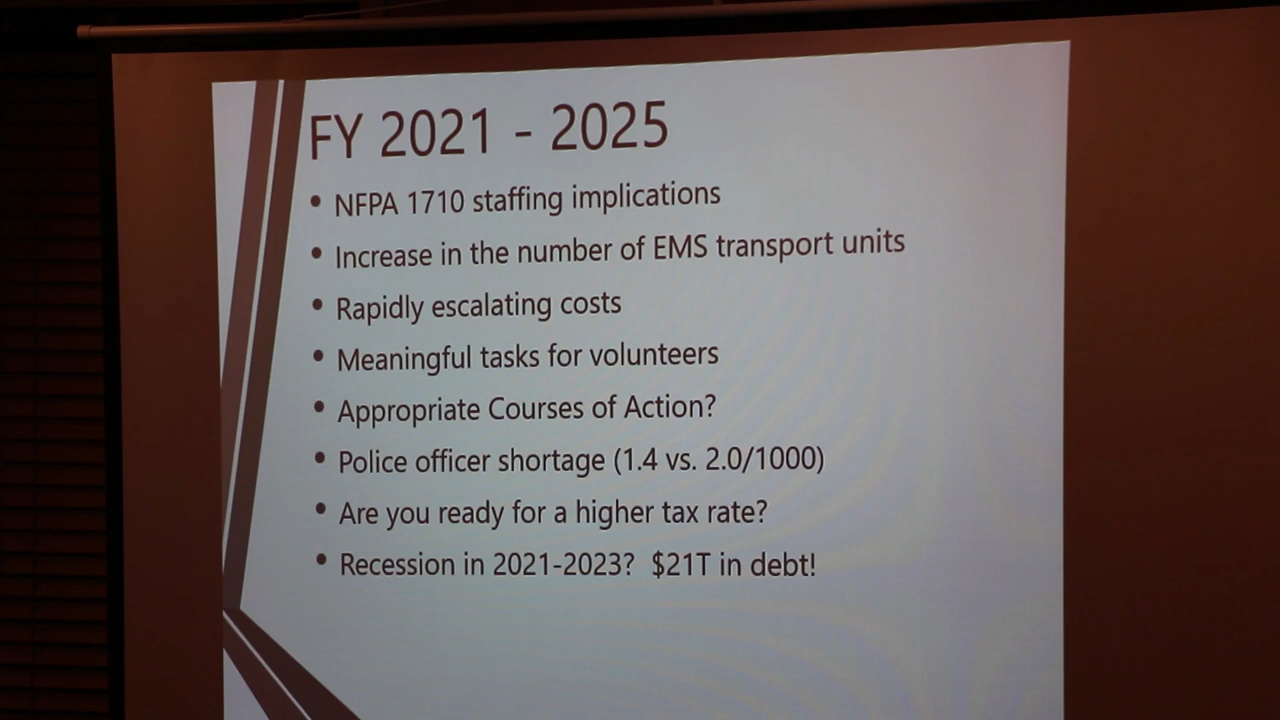 FY 2021 - 2025
• NFPA 1710 staffing implications
• Increase in the number of EMS transport units
• Rapidly escalating costs
• Meaningful tasks for volunteers
• Appropriate Courses of Action?
• Police officer shortage (1.4 vs. 2.0/1000)
• Are you ready for a higher tax rate?
• Recession in 2021-2023?  $21T in debt!